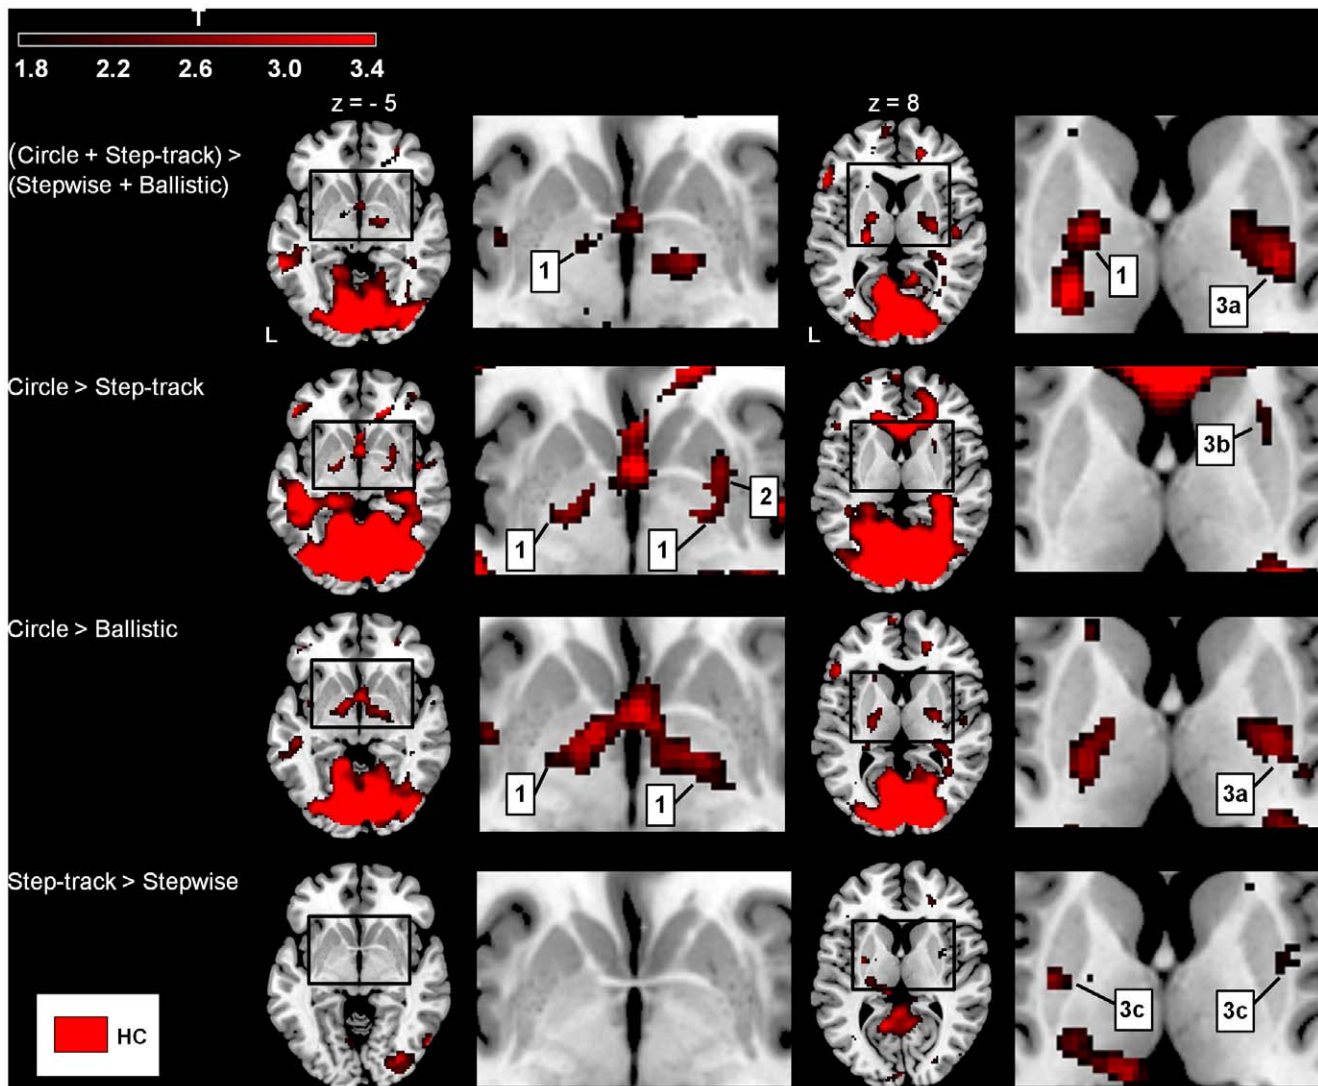 T
1.8 2.2 2.6 3.0 3.4
z = - 5 z = 8
(Circle + Step-track) >
(Stepwise + Ballistic)
1 1
3a
L L
Circle > Step-track
3b
2
1 1
Circle > Ballistic
1 1 3a
Step-track > Stepwise
3c 3c
HC